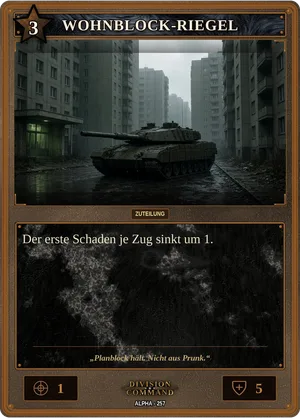 3
WOHNBLOCK-RIEGEL
ZUTEILUNG
Der erste Schaden je Zug sinkt um 1.
„Planblock hält. Nicht aus Prunk.“
1
DIVISION
COMMAND
ALPHA · 257
5